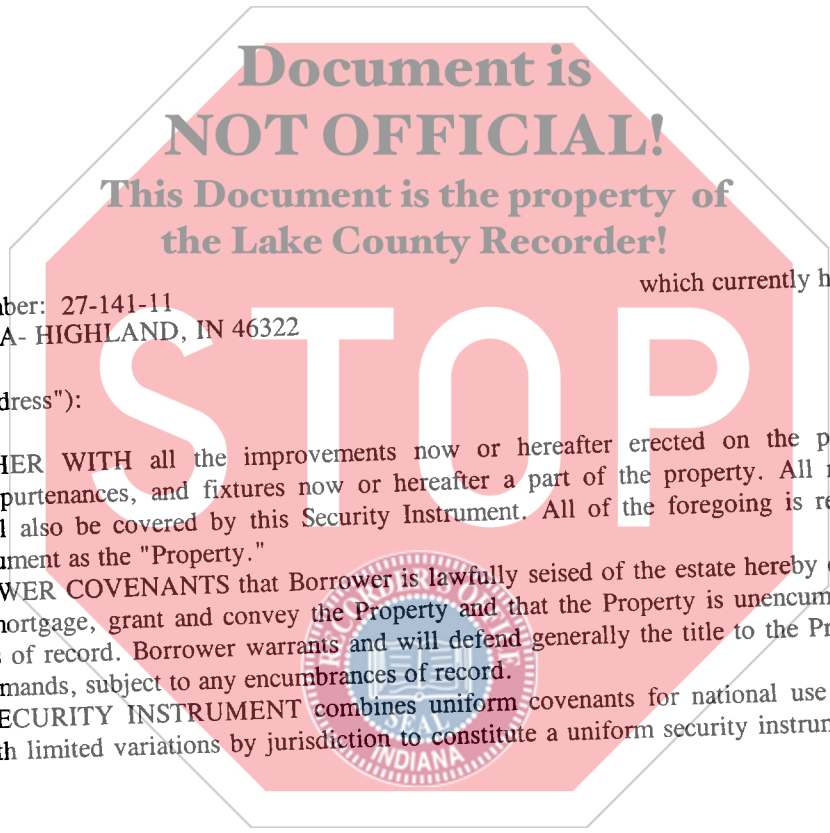 Document is
NOT OFFICIAL!
This Document is the property of
the Lake County Recorder!
which currently h
ber: 27-141-11
A- HIGHLAND, IN 46322
STOP
dress"):
HER WITH all the improvements now or hereafter erected on the p
purtenances, and fixtures now or hereafter a part of the property. All
l also be covered by this Security Instrument. All of the foregoing is re
ument as the "Property."
WER COVENANTS that Borrower is lawfully seised of the estate hereby
nortgage, grant and convey the Property and that the Property is unencum
of record. Borrower warrants and will defend generally the title to the Pr
mands, subject to any encumbrances of record.
ECURITY INSTRUMENT combines uniform covenants for national use
th limited variations by jurisdiction to constitute a uniform security instrun
RECORDER'S OFFICE
SEAL
INDIANA